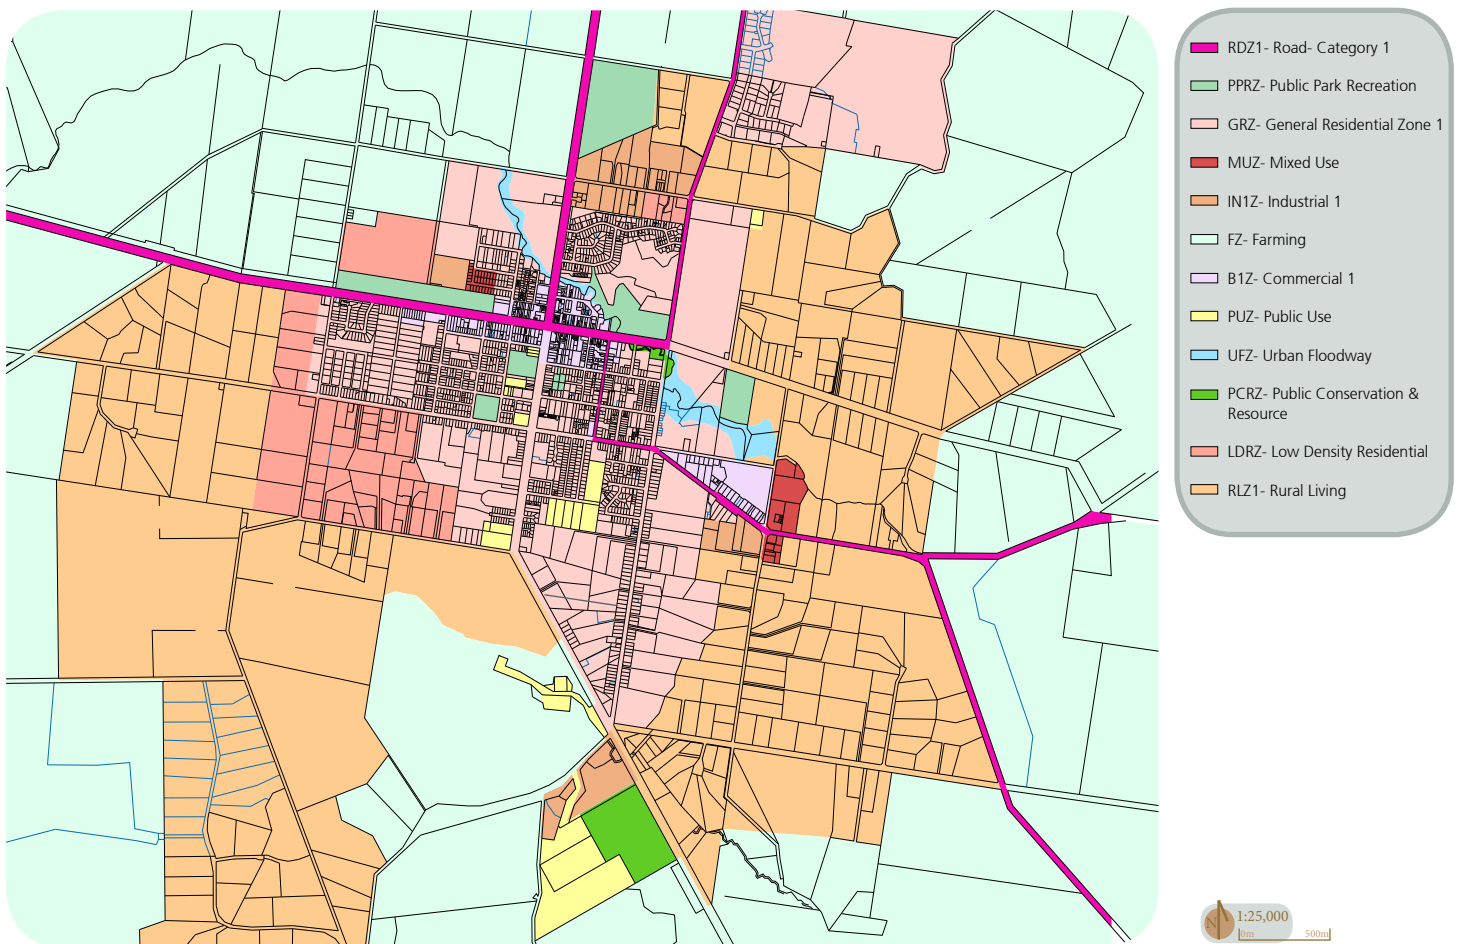 RDZ1- Road- Category 1
PPRZ- Public Park Recreation
GRZ- General Residential Zone 1
MUZ- Mixed Use
IN1Z- Industrial 1
FZ- Farming
B1Z- Commercial 1
PUZ- Public Use
UFZ- Urban Floodway
PCRZ- Public Conservation &
Resource
LDRZ- Low Density Residential
RLZ1- Rural Living
N
1:25,000
0m 500m